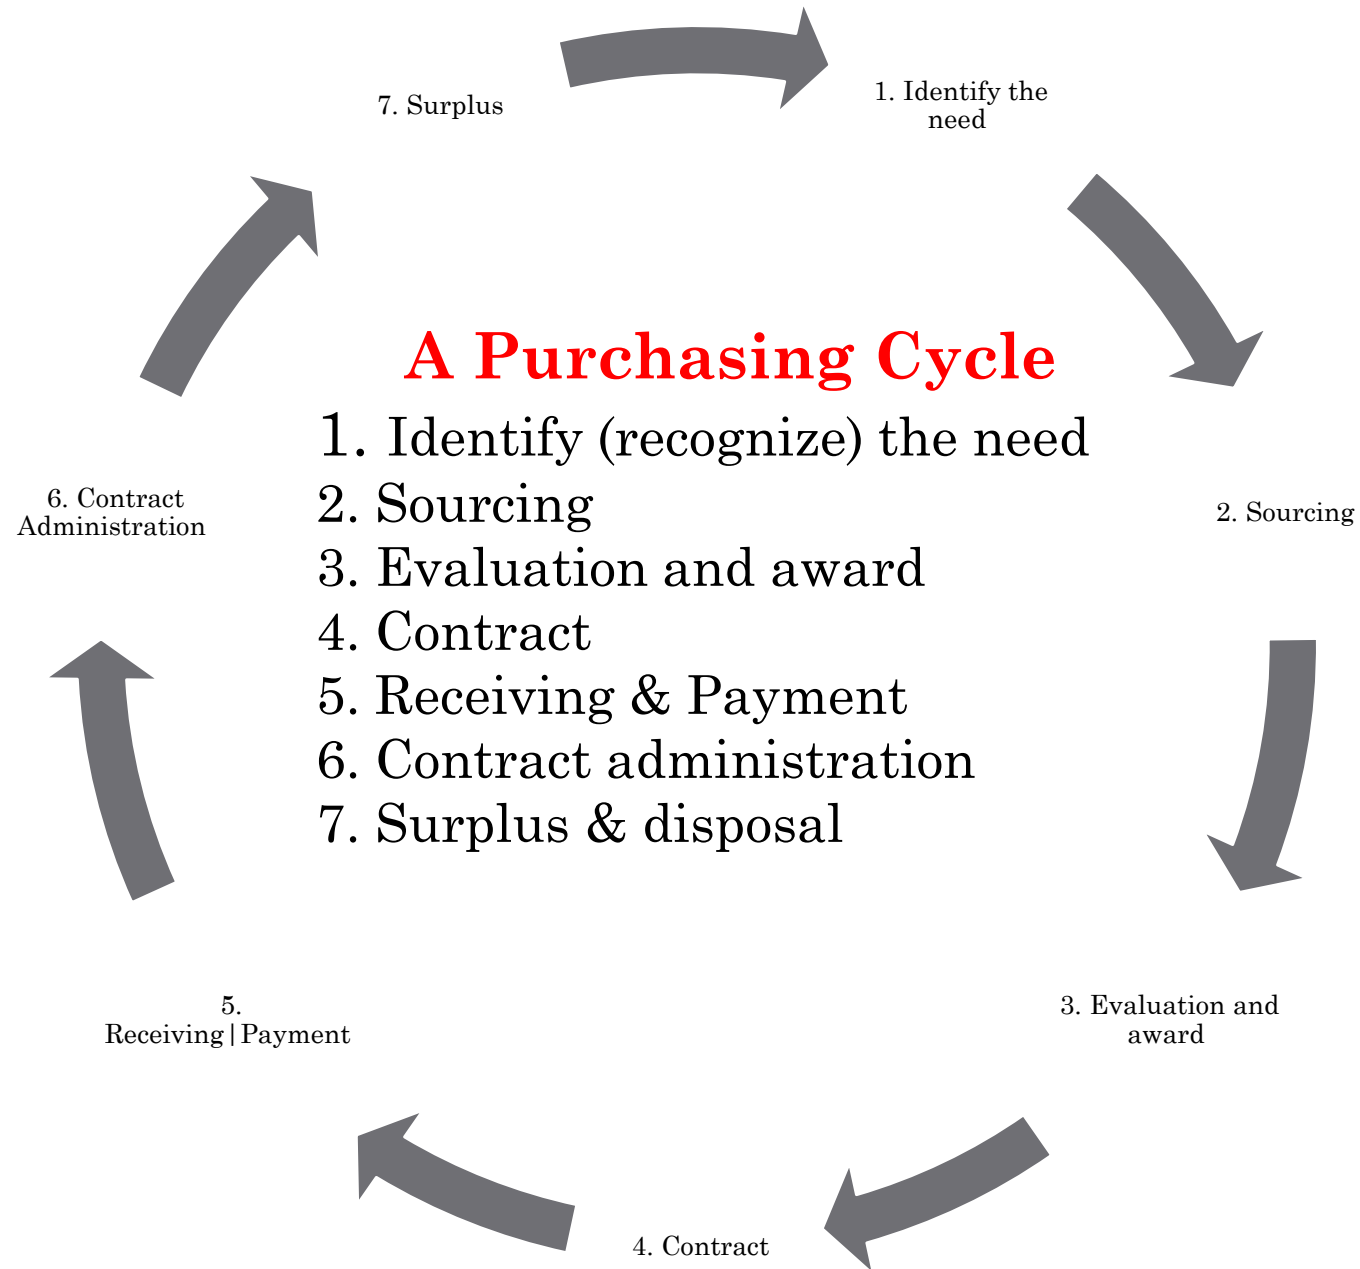 7. Surplus
1. Identify the
need
A Purchasing Cycle
1. Identify (recognize) the need
2. Sourcing
3. Evaluation and award
4. Contract
5. Receiving & Payment
6. Contract administration
7. Surplus & disposal
6. Contract
Administration
2. Sourcing
5.
Receiving|Payment
3. Evaluation and
award
4. Contract